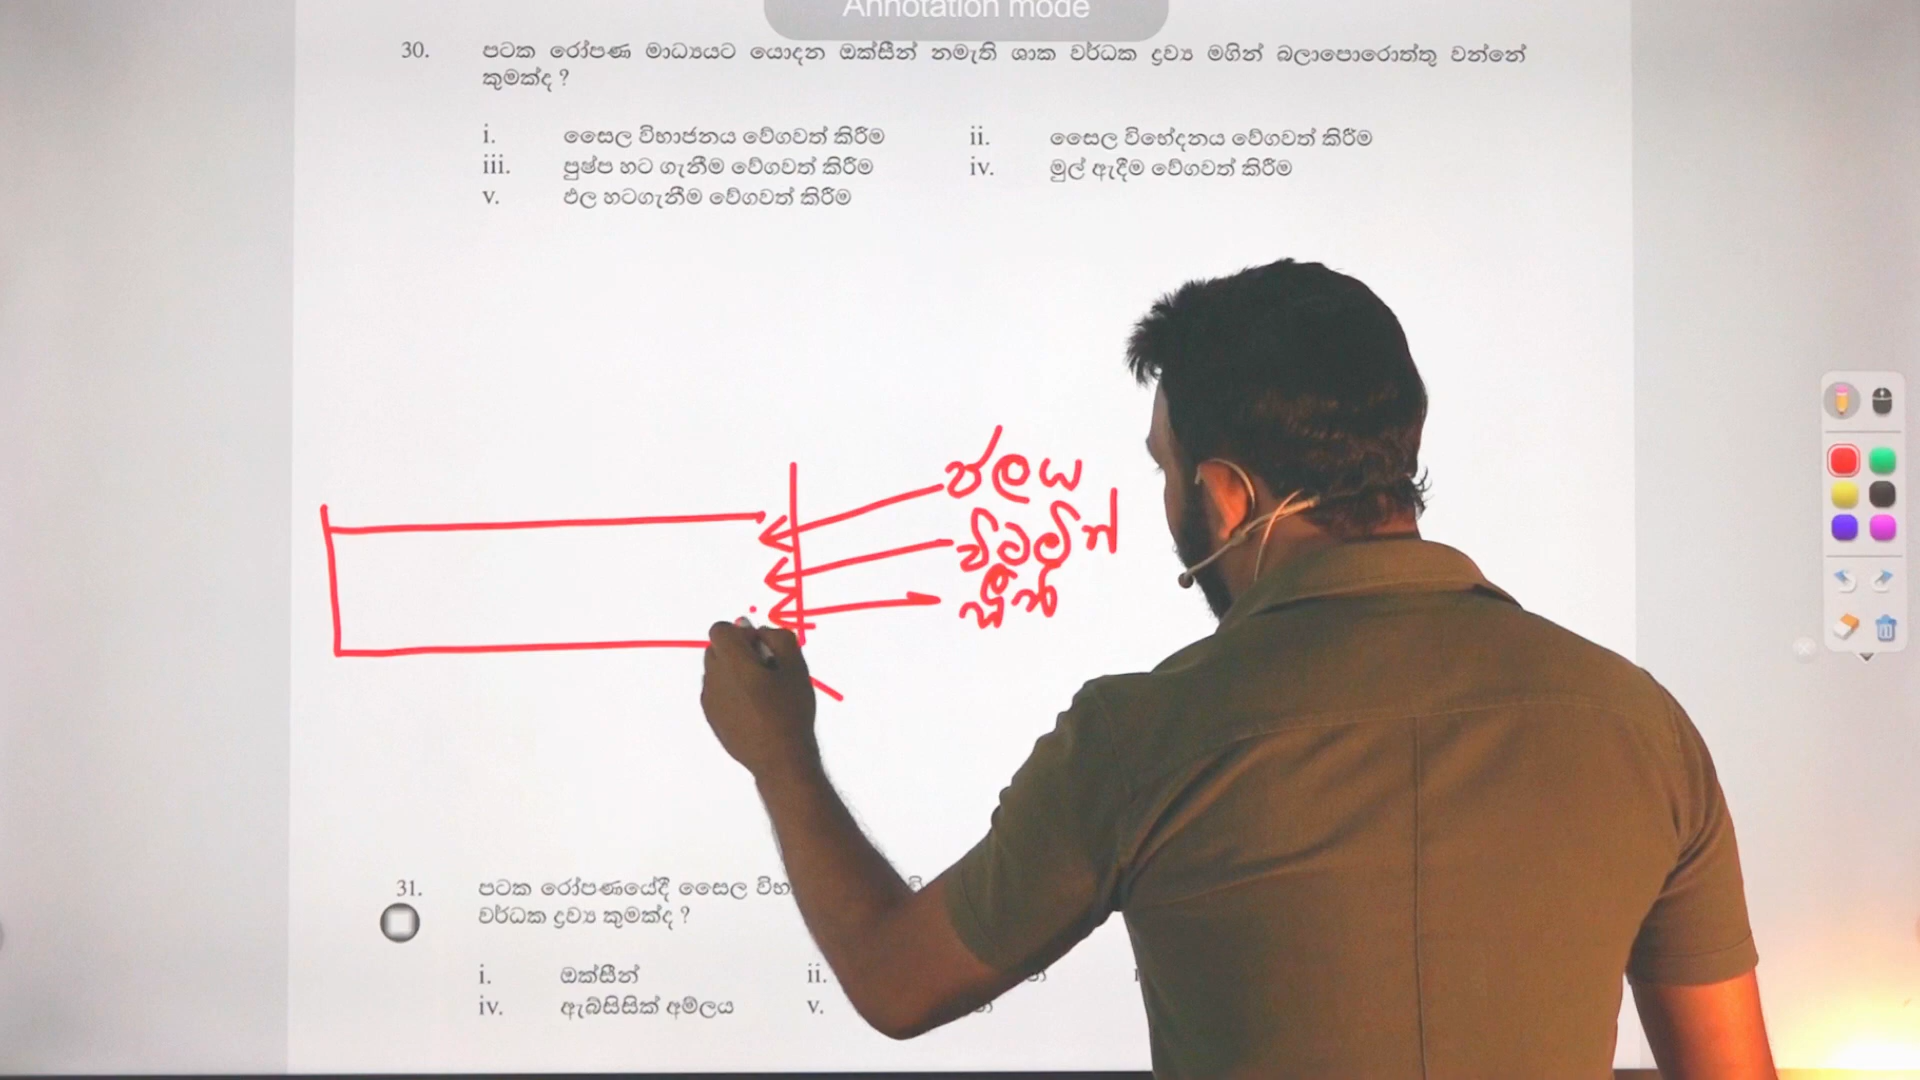 Annotation mode
30. පටක රෝපණ මාධ්‍යයට යොදන ඔක්සීන් නමැති ශාක වර්ධක ද්‍රව්‍ය මගින් බලාපොරොත්තු වන්නේ
කුමක්ද ?
i. සෛල විභාජනය වේගවත් කිරීම ii. සෛල විභේදනය වේගවත් කිරීම
iii. පුෂ්ප හට ගැනීම වේගවත් කිරීම iv. මුල් ඇදීම වේගවත් කිරීම
v. ඵල හටගැනීම වේගවත් කිරීම
ජලය
විටමින්
31. පටක රෝපණයේදී සෛල
වර්ධක ද්‍රව්‍ය කුමක්ද ?
i. ඔක්සීන් ii.
iv. ඇබ්සිසික් අම්ලය v.